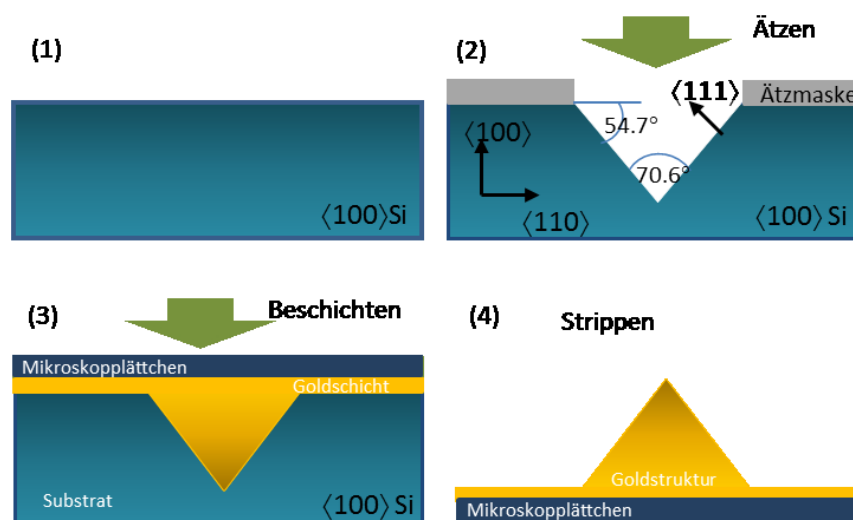 (1)
⟨100⟩Si
(2)
Ätzen
⟨111⟩
Ätzmaske
54.7°
⟨100⟩
70.6°
⟨110⟩
⟨100⟩ Si
(3)
Beschichten
Mikroskopplättchen
Goldschicht
Substrat
⟨100⟩ Si
(4)
Strippen
Goldstruktur
Mikroskopplättchen